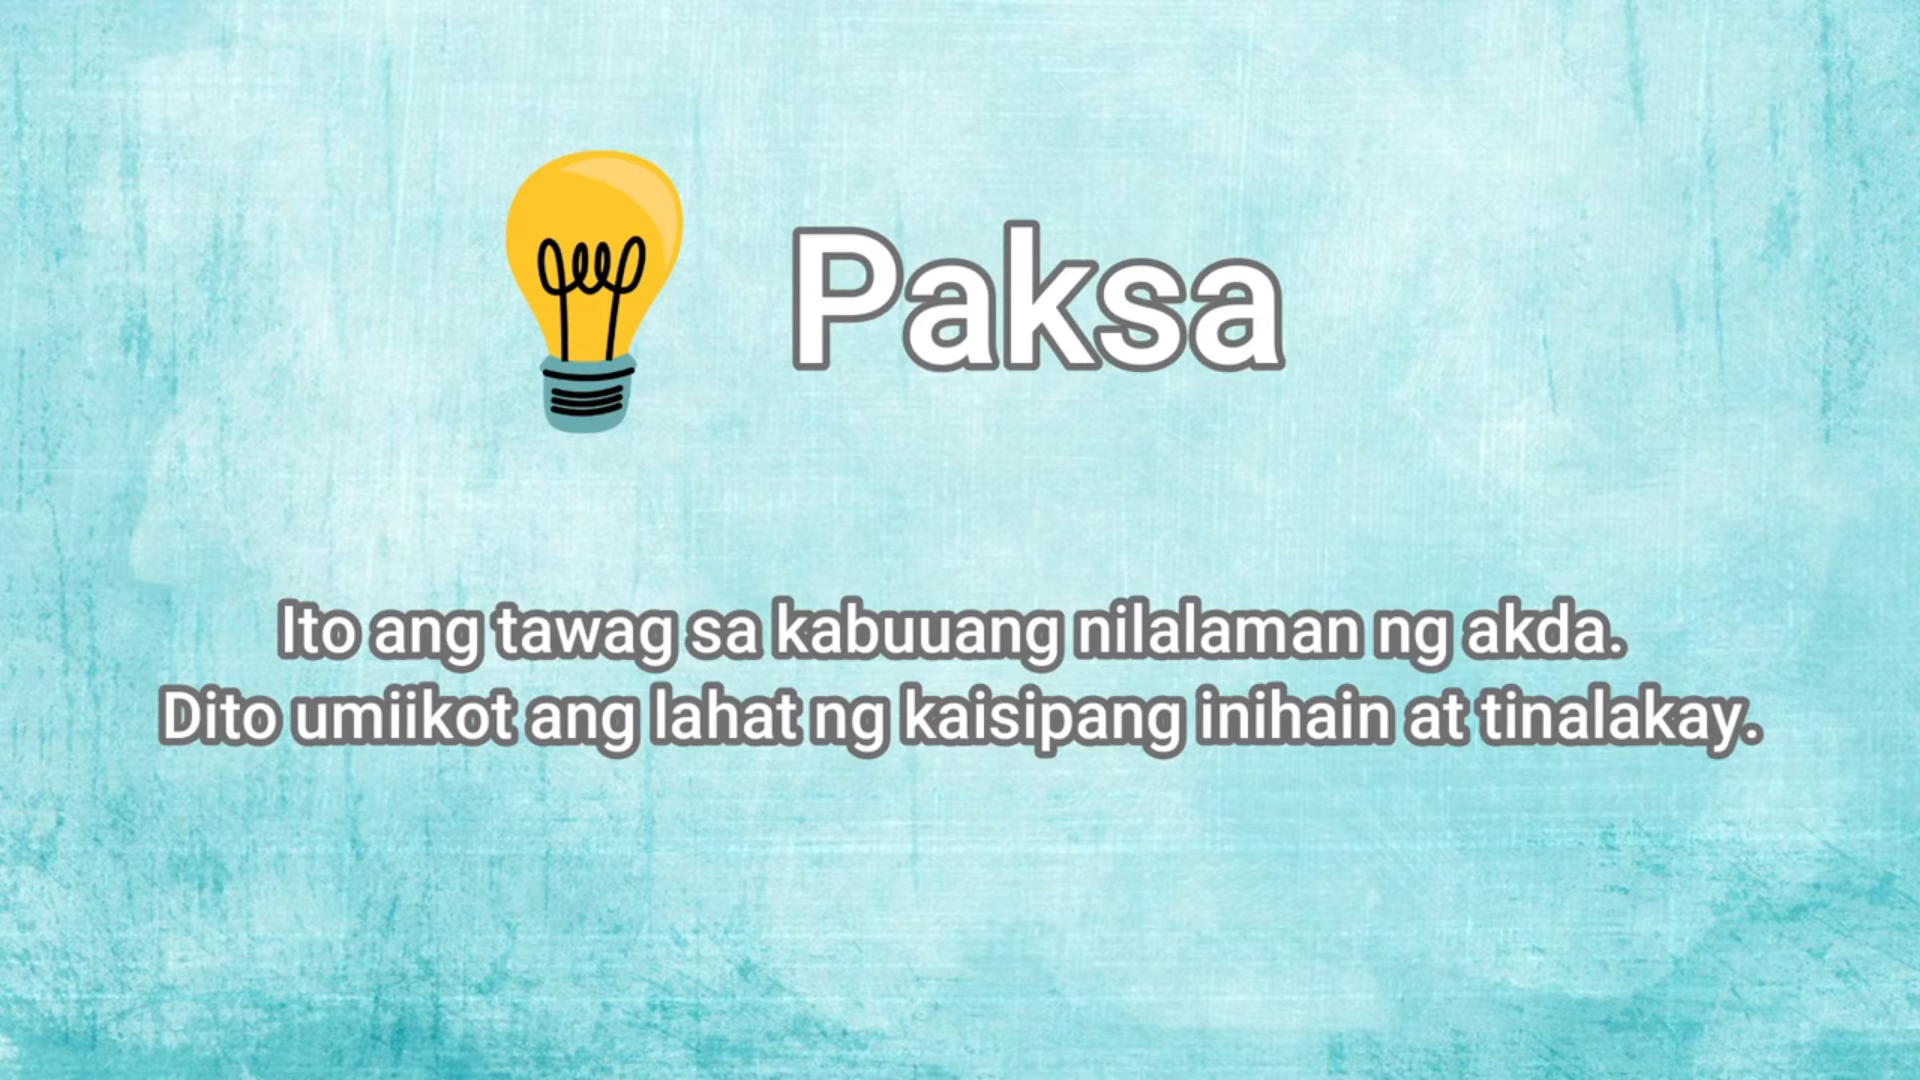 Paksa
Ito ang tawag sa kabuuang nilalaman ng akda.
Dito umiikot ang lahat ng kaisipang inihain at tinalakay.